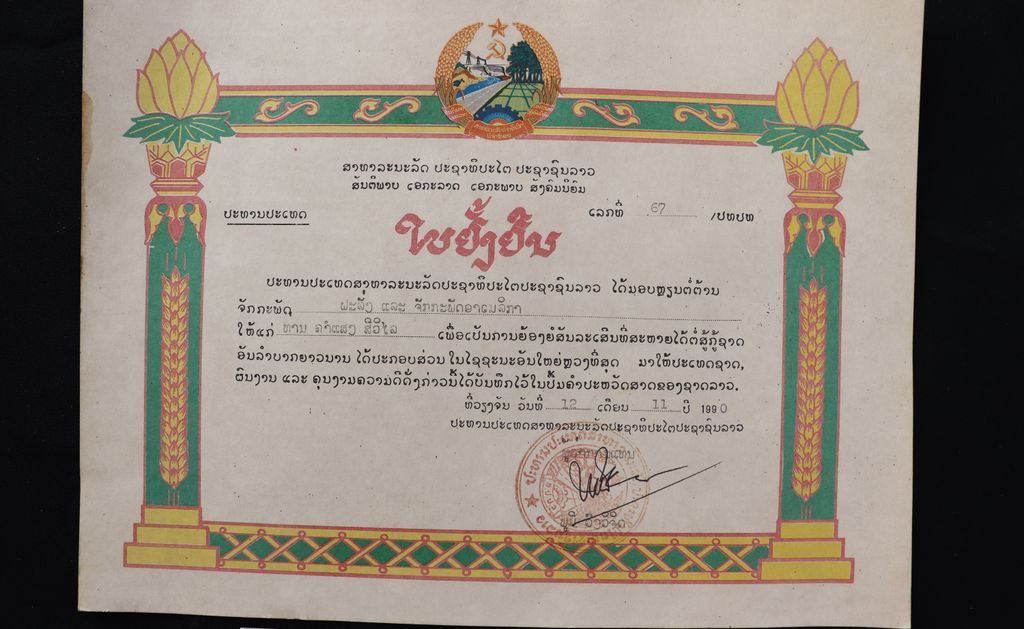 ສາທາລະນະລັດ ປະຊາທິປະໄຕ ປະຊາຊົນລາວ
ສັນຕິພາບ ເອກະລາດ ເອກະພາບ ສັງຄົມນິຍົມ
ປະທານປະເທດ
ເລກທີ່ 67 /ປທປທ
ໃບຢັ້ງຢືນ
ປະທານປະເທດສາທາລະນະລັດປະຊາທິປະໄຕປະຊາຊົນລາວ ໄດ້ມອບຫຼຽນຕໍ່ຕ້ານ
ຈັກກະພັດ ຝະລັ່ງ ແລະ ຈັກກະພັດອາເມລິກາ
ໃຫ້ແກ່ ທານ ຄຳແສງ ສີວິໄລ ເພື່ອເປັນການຍ້ອງຍໍສັນລະເສີນທີ່ສະຫາຍໄດ້ຕໍ່ສູ້ກູ້ຊາດ
ອັນລຳບາກຍາວນານ ໄດ້ປະກອບສ່ວນ ໃນໄຊຊະນະອັນໃຫຍ່ຫຼວງທີ່ສຸດ ມາໃຫ້ປະເທດຊາດ,
ຜົນງານ ແລະ ຄຸນງາມຄວາມດີດັ່ງກ່າວນີ້ໄດ້ບັນທຶກໄວ້ໃນປຶ້ມຄຳປະຫວັດສາດຂອງຊາດລາວ.
ທີ່ວຽງຈັນ ວັນທີ່ 12 ເດືອນ 11 ປີ 1990
ປະທານປະເທດສາທາລະນະລັດປະຊາທິປະໄຕປະຊາຊົນລາວ
ພູມີ ວົງວິຈິດ